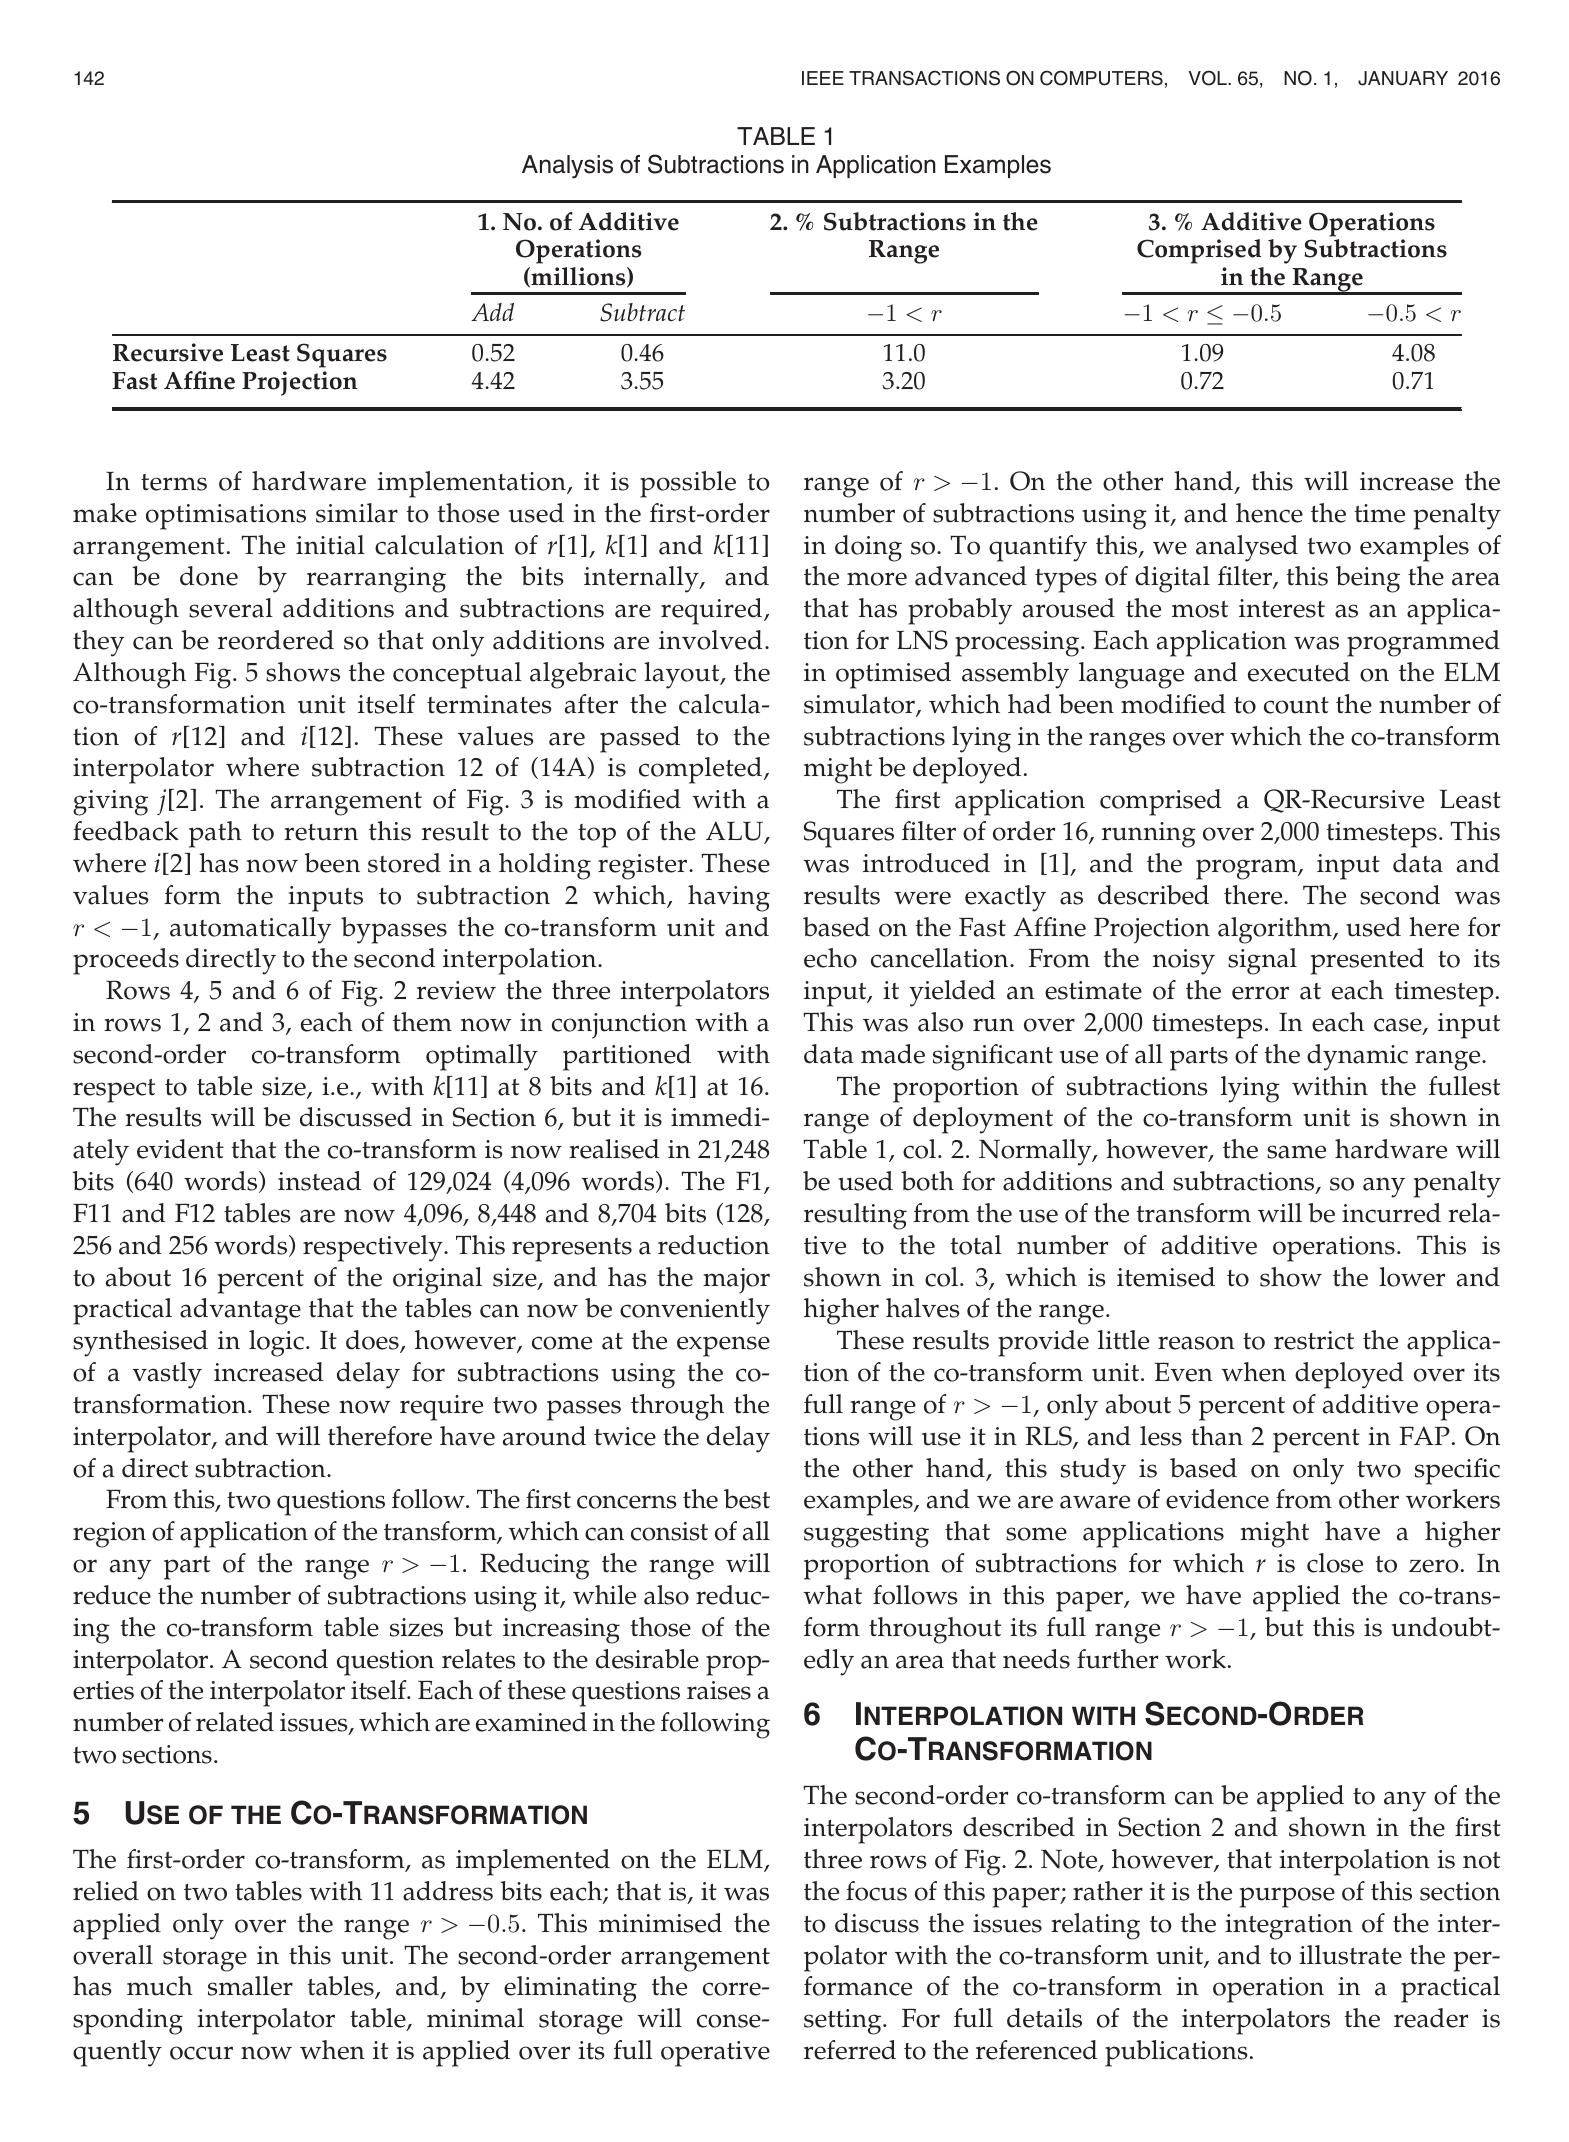 142
IEEE TRANSACTIONS ON COMPUTERS, VOL. 65, NO. 1, JANUARY 2016
TABLE 1
Analysis of Subtractions in Application Examples
1. No. of Additive Operations (millions) 2. % Subtractions in the Range 3. % Additive Operations Comprised by Subtractions in the Range
Add Subtract −1 < r −1 < r ≤ −0.5 −0.5 < r
Recursive Least Squares 0.52 0.46 11.0 1.09 4.08
Fast Affine Projection 4.42 3.55 3.20 0.72 0.71
In terms of hardware implementation, it is possible to
make optimisations similar to those used in the first-order
arrangement. The initial calculation of r[1], k[1] and k[11]
can be done by rearranging the bits internally, and
although several additions and subtractions are required,
they can be reordered so that only additions are involved.
Although Fig. 5 shows the conceptual algebraic layout, the
co-transformation unit itself terminates after the calcula-
tion of r[12] and i[12]. These values are passed to the
interpolator where subtraction 12 of (14A) is completed,
giving j[2]. The arrangement of Fig. 3 is modified with a
feedback path to return this result to the top of the ALU,
where i[2] has now been stored in a holding register. These
values form the inputs to subtraction 2 which, having
r < −1, automatically bypasses the co-transform unit and
proceeds directly to the second interpolation.
Rows 4, 5 and 6 of Fig. 2 review the three interpolators
in rows 1, 2 and 3, each of them now in conjunction with a
second-order co-transform optimally partitioned with
respect to table size, i.e., with k[11] at 8 bits and k[1] at 16.
The results will be discussed in Section 6, but it is immedi-
ately evident that the co-transform is now realised in 21,248
bits (640 words) instead of 129,024 (4,096 words). The F1,
F11 and F12 tables are now 4,096, 8,448 and 8,704 bits (128,
256 and 256 words) respectively. This represents a reduction
to about 16 percent of the original size, and has the major
practical advantage that the tables can now be conveniently
synthesised in logic. It does, however, come at the expense
of a vastly increased delay for subtractions using the co-
transformation. These now require two passes through the
interpolator, and will therefore have around twice the delay
of a direct subtraction.
From this, two questions follow. The first concerns the best
region of application of the transform, which can consist of all
or any part of the range r > −1. Reducing the range will
reduce the number of subtractions using it, while also reduc-
ing the co-transform table sizes but increasing those of the
interpolator. A second question relates to the desirable prop-
erties of the interpolator itself. Each of these questions raises a
number of related issues, which are examined in the following
two sections.
5 USE OF THE CO-TRANSFORMATION
The first-order co-transform, as implemented on the ELM,
relied on two tables with 11 address bits each; that is, it was
applied only over the range r > −0.5. This minimised the
overall storage in this unit. The second-order arrangement
has much smaller tables, and, by eliminating the corre-
sponding interpolator table, minimal storage will conse-
quently occur now when it is applied over its full operative
range of r > −1. On the other hand, this will increase the
number of subtractions using it, and hence the time penalty
in doing so. To quantify this, we analysed two examples of
the more advanced types of digital filter, this being the area
that has probably aroused the most interest as an applica-
tion for LNS processing. Each application was programmed
in optimised assembly language and executed on the ELM
simulator, which had been modified to count the number of
subtractions lying in the ranges over which the co-transform
might be deployed.
The first application comprised a QR-Recursive Least
Squares filter of order 16, running over 2,000 timesteps. This
was introduced in [1], and the program, input data and
results were exactly as described there. The second was
based on the Fast Affine Projection algorithm, used here for
echo cancellation. From the noisy signal presented to its
input, it yielded an estimate of the error at each timestep.
This was also run over 2,000 timesteps. In each case, input
data made significant use of all parts of the dynamic range.
The proportion of subtractions lying within the fullest
range of deployment of the co-transform unit is shown in
Table 1, col. 2. Normally, however, the same hardware will
be used both for additions and subtractions, so any penalty
resulting from the use of the transform will be incurred rela-
tive to the total number of additive operations. This is
shown in col. 3, which is itemised to show the lower and
higher halves of the range.
These results provide little reason to restrict the applica-
tion of the co-transform unit. Even when deployed over its
full range of r > −1, only about 5 percent of additive opera-
tions will use it in RLS, and less than 2 percent in FAP. On
the other hand, this study is based on only two specific
examples, and we are aware of evidence from other workers
suggesting that some applications might have a higher
proportion of subtractions for which r is close to zero. In
what follows in this paper, we have applied the co-trans-
form throughout its full range r > −1, but this is undoubt-
edly an area that needs further work.
6 INTERPOLATION WITH SECOND-ORDER
CO-TRANSFORMATION
The second-order co-transform can be applied to any of the
interpolators described in Section 2 and shown in the first
three rows of Fig. 2. Note, however, that interpolation is not
the focus of this paper; rather it is the purpose of this section
to discuss the issues relating to the integration of the inter-
polator with the co-transform unit, and to illustrate the per-
formance of the co-transform in operation in a practical
setting. For full details of the interpolators the reader is
referred to the referenced publications.